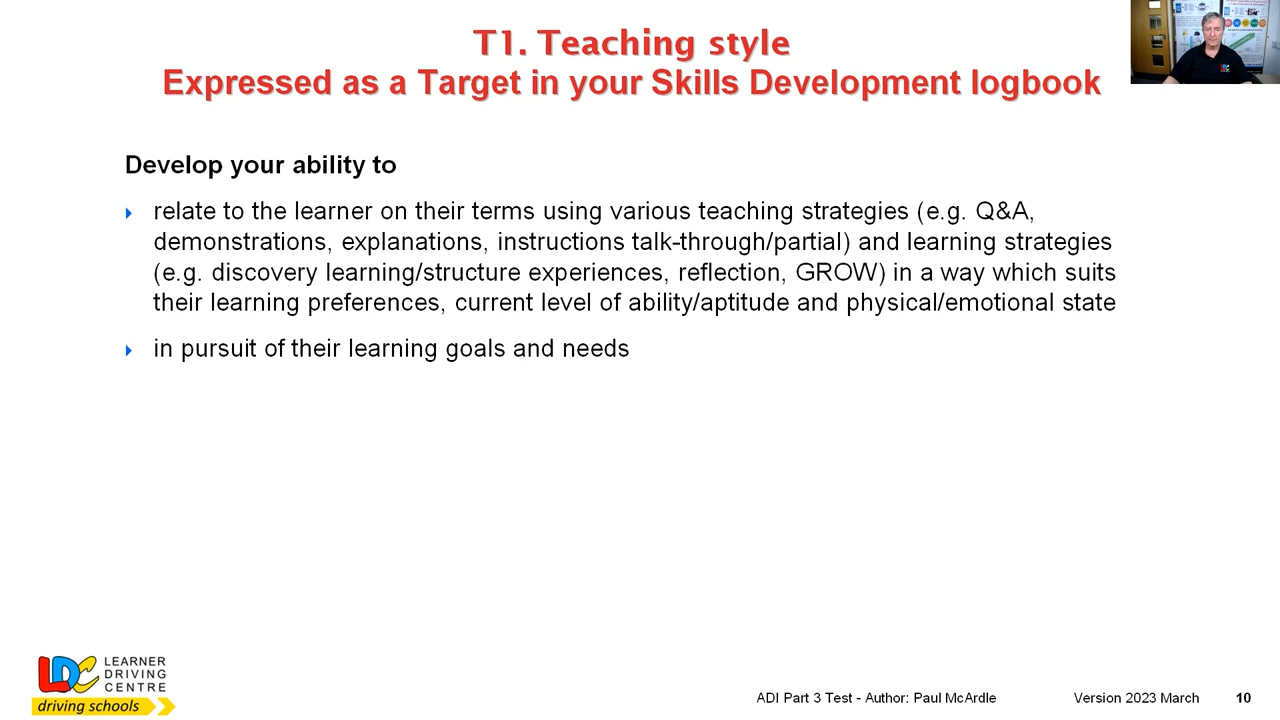 T1. Teaching style
Expressed as a Target in your Skills Development logbook
Develop your ability to
relate to the learner on their terms using various teaching strategies (e.g. Q&A,
demonstrations, explanations, instructions talk-through/partial) and learning strategies
(e.g. discovery learning/structure experiences, reflection, GROW) in a way which suits
their learning preferences, current level of ability/aptitude and physical/emotional state
in pursuit of their learning goals and needs
LDC
LEARNER
DRIVING
CENTRE
driving schools
ADI Part 3 Test - Author: Paul McArdle
Version 2023 March
10